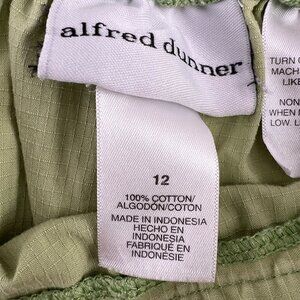 alfred dunner
12
100% COTTON/
ALGODÓN/COTON
MADE IN INDONESIA
HECHO EN
INDONESIA
FABRIQUÉ EN
INDONÉSIE
TURN
MACH
LIKE
NON
WHEN
LOW.